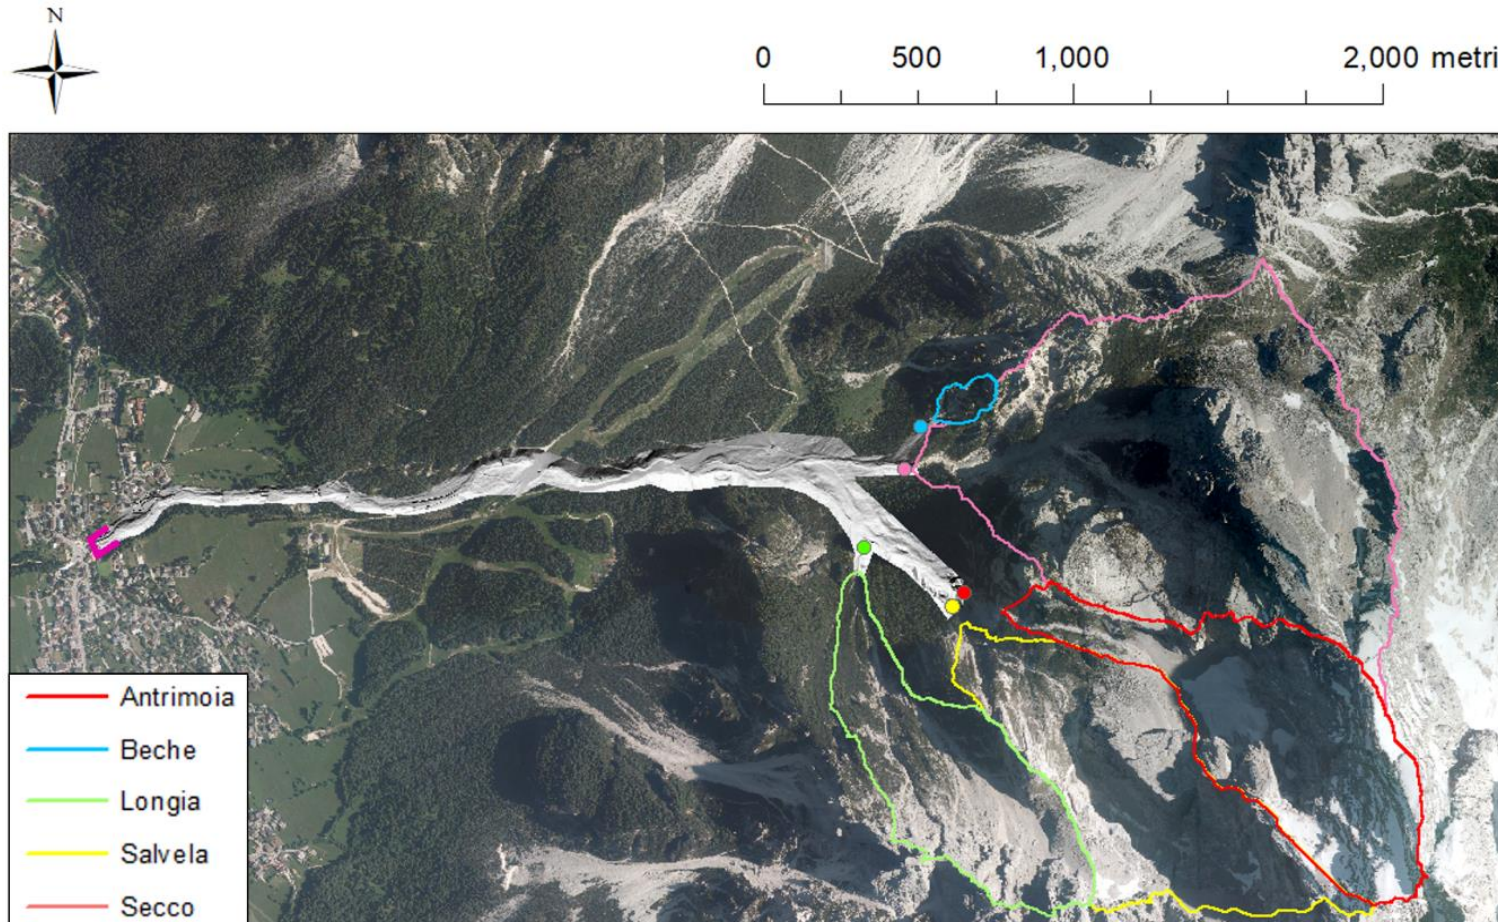 N
0 500 1,000 2,000 metri
Antrimoia
Beche
Longia
Salvela
Secco